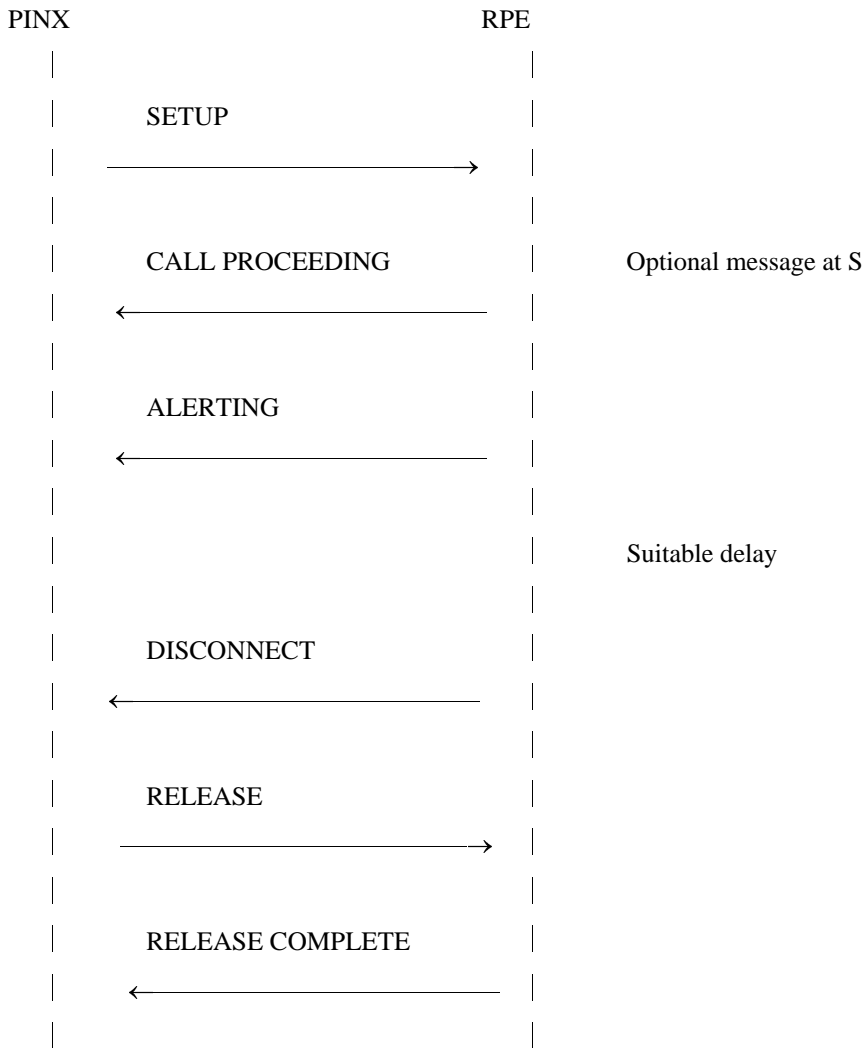 PINX RPE
SETUP
CALL PROCEEDING Optional message at S
ALERTING
Suitable delay
DISCONNECT
RELEASE
RELEASE COMPLETE